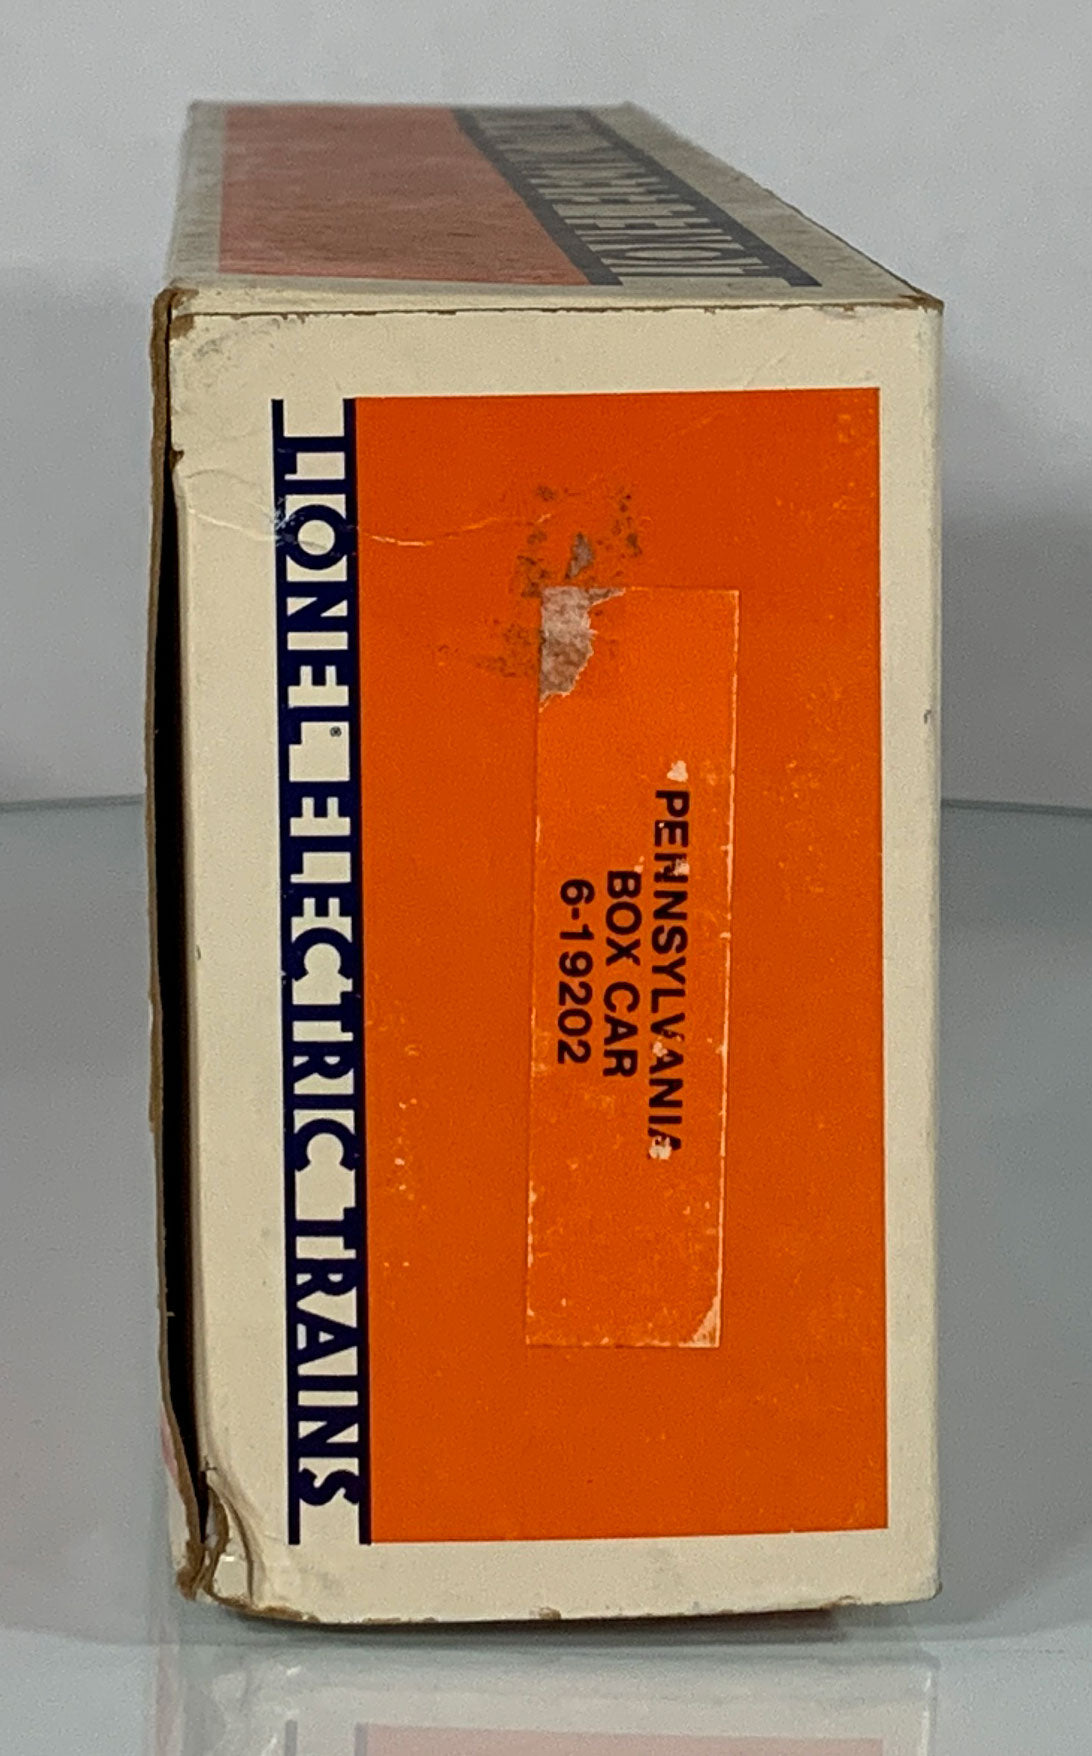 LIONEL® ELECTRIC TRAINS
PENNSYLVANIA
BOX CAR
6-19202